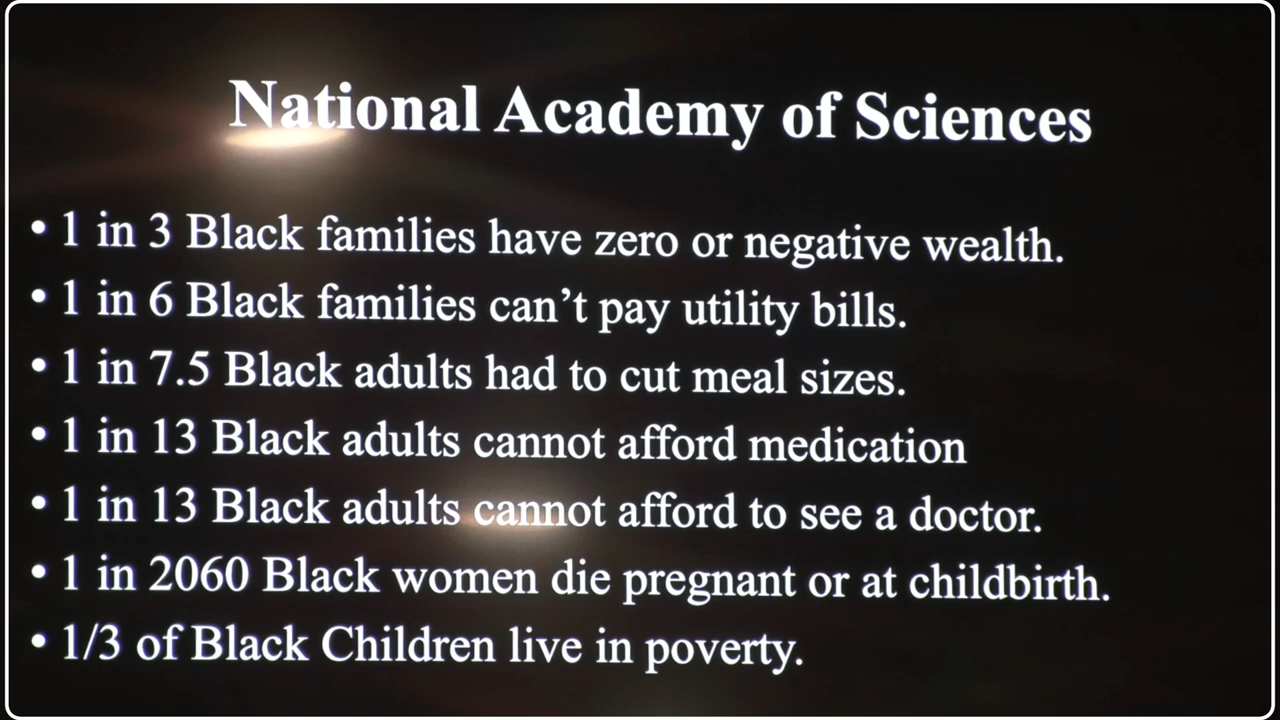 National Academy of Sciences
• 1 in 3 Black families have zero or negative wealth.
• 1 in 6 Black families can’t pay utility bills.
• 1 in 7.5 Black adults had to cut meal sizes.
• 1 in 13 Black adults cannot afford medication
• 1 in 13 Black adults cannot afford to see a doctor.
• 1 in 2060 Black women die pregnant or at childbirth.
• 1/3 of Black Children live in poverty.